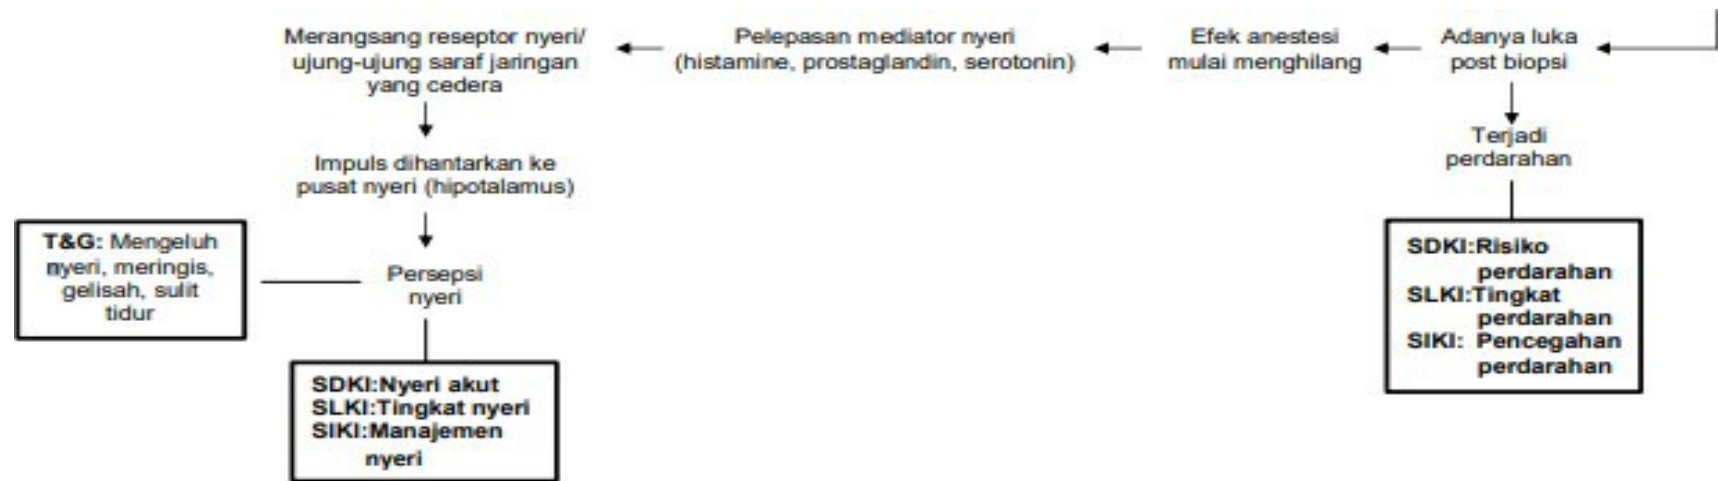 Merangsang reseptor nyeri/
ujung-ujung saraf jaringan
yang cedera
Pelepasan mediator nyeri
(histamine, prostaglandin, serotonin)
Efek anestesi
mulai menghilang
Adanya luka
post biopsi
Impuls dihantarkan ke
pusat nyeri (hipotalamus)
Terjadi
perdarahan
T&G: Mengeluh
nyeri, meringis,
gelisah, sulit
tidur
Persepsi
nyeri
SDKI:Risiko
perdarahan
SLKI:Tingkat
perdarahan
SIKI: Pencegahan
perdarahan
SDKI:Nyeri akut
SLKI:Tingkat nyeri
SIKI:Manajemen
nyeri